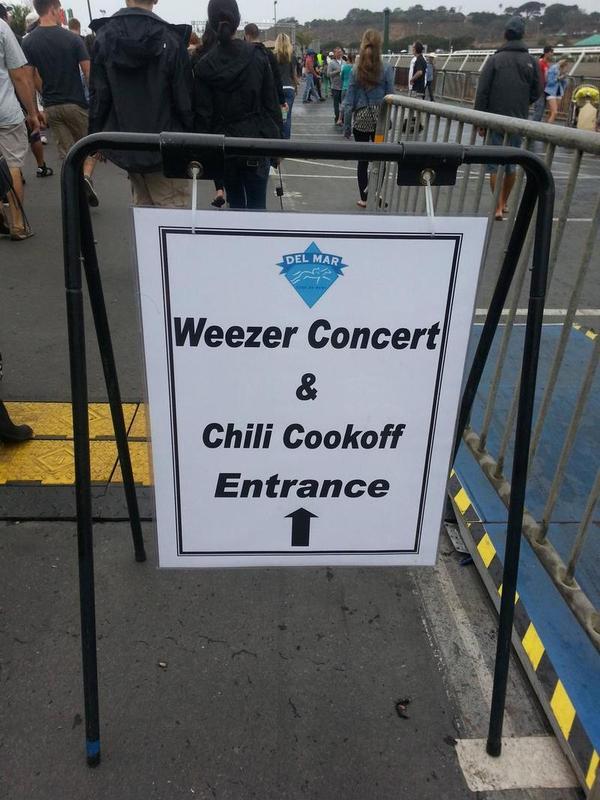 DEL MAR
Weezer Concert
&
Chili Cookoff
Entrance